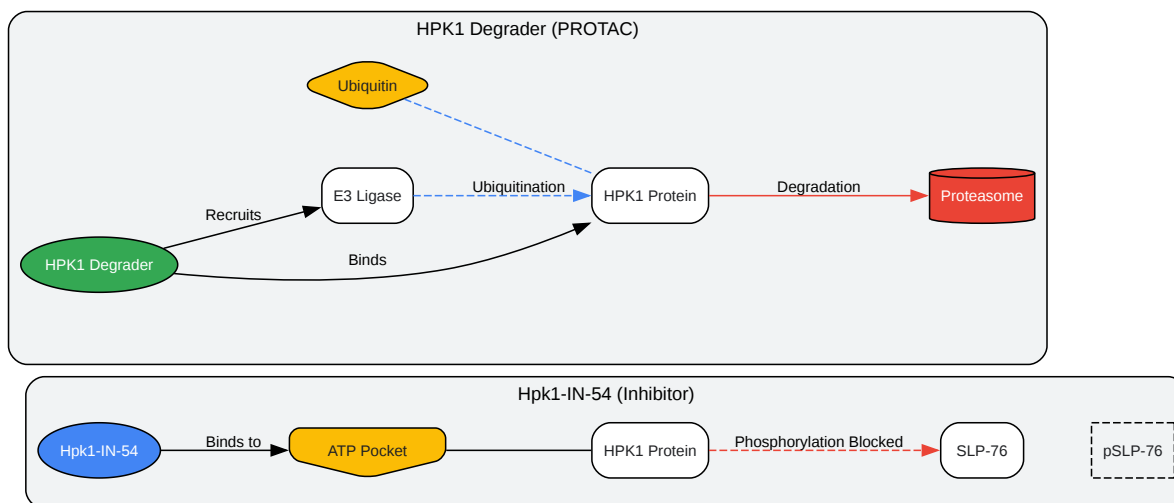 HPK1 Degrader (PROTAC)
Ubiquitin
E3 Ligase
Ubiquitination
HPK1 Protein
Degradation
Proteasome
Recruits
HPK1 Degrader
Binds
Hpk1-IN-54 (Inhibitor)
Hpk1-IN-54
Binds to
ATP Pocket
HPK1 Protein
Phosphorylation Blocked
SLP-76
pSLP-76